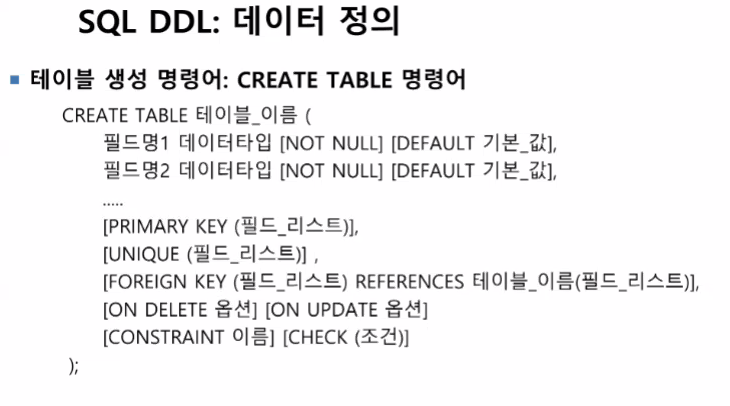 SQL DDL: 데이터 정의
테이블 생성 명령어: CREATE TABLE 명령어
CREATE TABLE 테이블_이름 (
필드명1 데이터타입 [NOT NULL] [DEFAULT 기본_값],
필드명2 데이터타입 [NOT NULL] [DEFAULT 기본_값],
.....
[PRIMARY KEY (필드_리스트)],
[UNIQUE (필드_리스트)] ,
[FOREIGN KEY (필드_리스트) REFERENCES 테이블_이름(필드_리스트)],
[ON DELETE 옵션] [ON UPDATE 옵션]
[CONSTRAINT 이름] [CHECK (조건)]
);